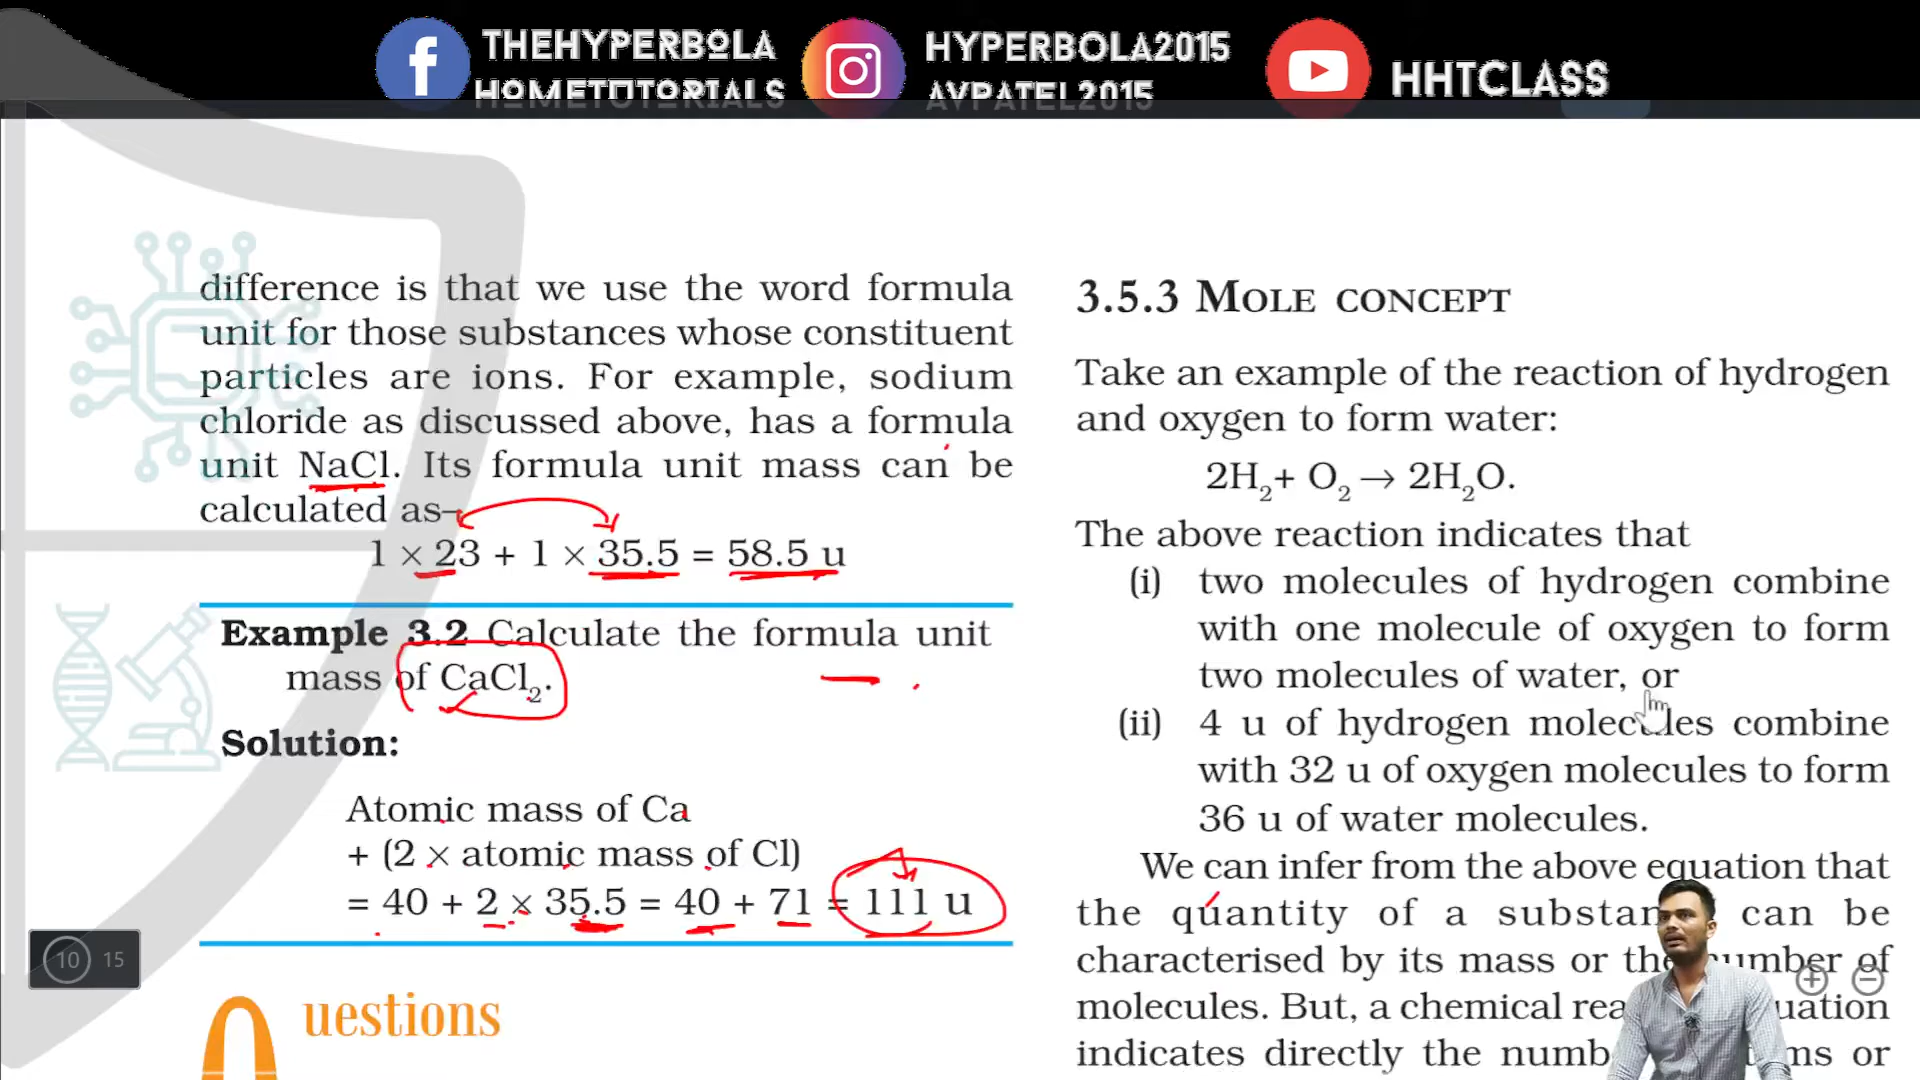 THEHYPERBOLA
HOMETUTORIALS
HYPERBOLA2015
AVPATEL2015
HHTCLASS
difference is that we use the word formula
unit for those substances whose constituent
particles are ions. For example, sodium
chloride as discussed above, has a formula
unit NaCl. Its formula unit mass can be
calculated as–
1 × 23 + 1 × 35.5 = 58.5 u
Example 3.2 Calculate the formula unit
mass of CaCl₂.
Solution:
Atomic mass of Ca
+ (2 × atomic mass of Cl)
= 40 + 2 × 35.5 = 40 + 71 = 111 u
10 15
uestions
3.5.3 MOLE CONCEPT
Take an example of the reaction of hydrogen
and oxygen to form water:
2H₂+ O₂ → 2H₂O.
The above reaction indicates that
(i) two molecules of hydrogen combine
with one molecule of oxygen to form
two molecules of water, or
(ii) 4 u of hydrogen molecules combine
with 32 u of oxygen molecules to form
36 u of water molecules.
We can infer from the above equation that
the quantity of a substan can be
characterised by its mass or the number of
molecules. But, a chemical rea uation
indicates directly the numb ms or